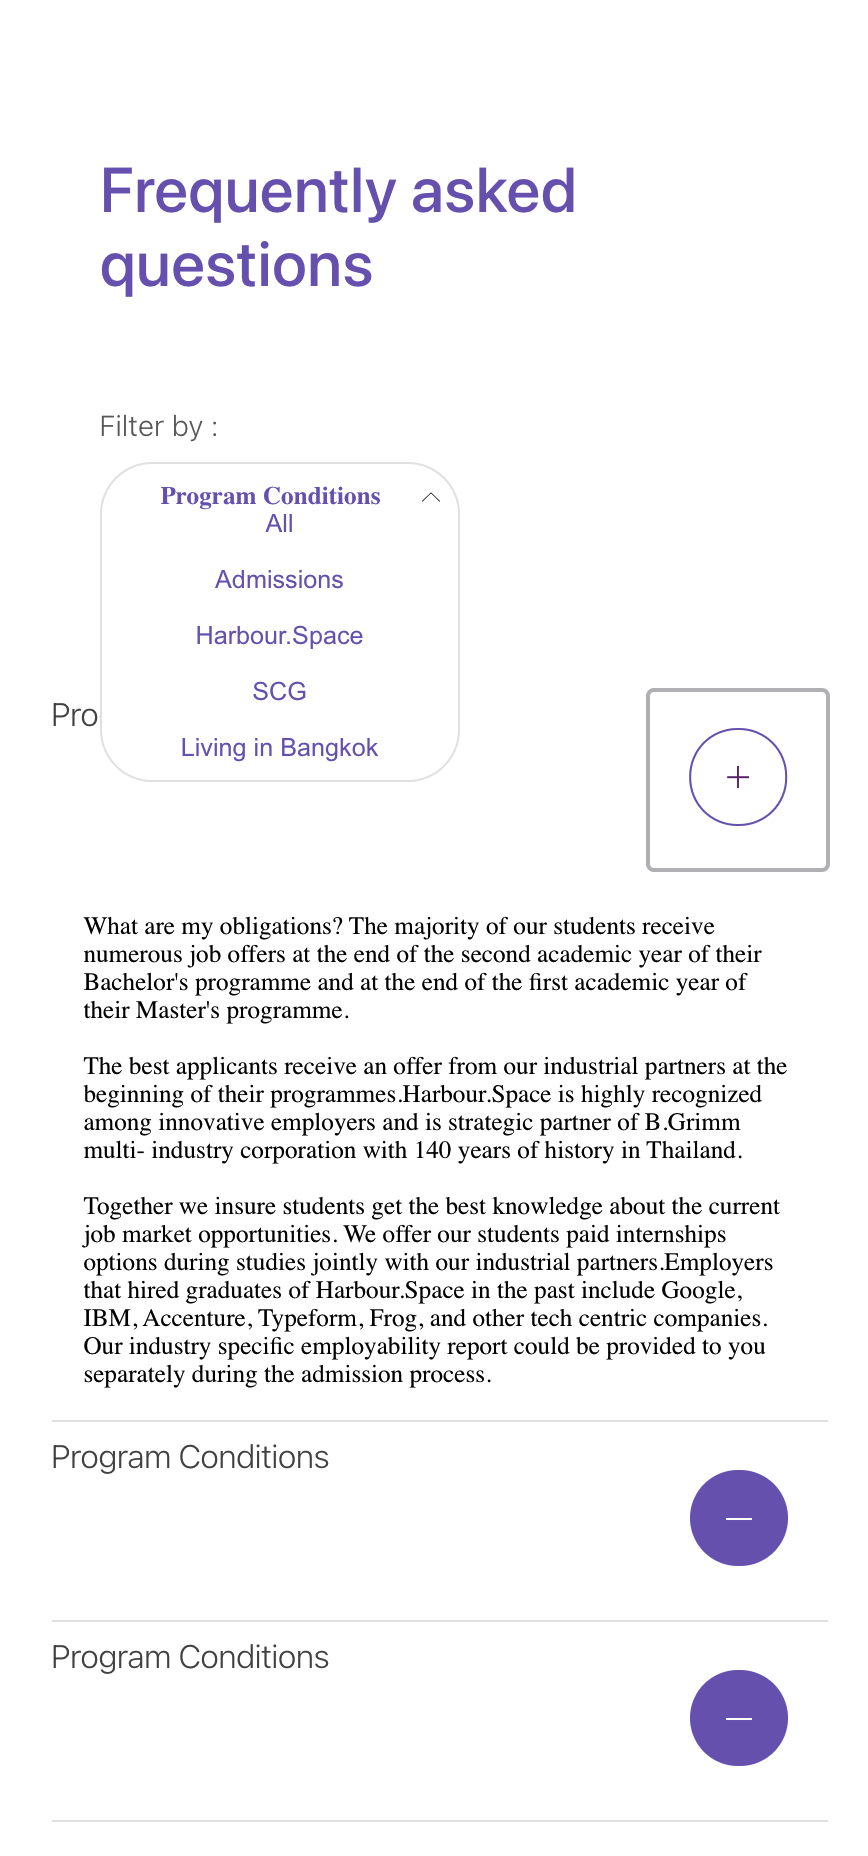 Frequently asked
questions
Filter by :
Program Conditions
All
Admissions
Harbour.Space
SCG
Pro
Living in Bangkok
What are my obligations? The majority of our students receive
numerous job offers at the end of the second academic year of their
Bachelor's programme and at the end of the first academic year of
their Master's programme.
The best applicants receive an offer from our industrial partners at the
beginning of their programmes.Harbour.Space is highly recognized
among innovative employers and is strategic partner of B.Grimm
multi- industry corporation with 140 years of history in Thailand.
Together we insure students get the best knowledge about the current
job market opportunities. We offer our students paid internships
options during studies jointly with our industrial partners.Employers
that hired graduates of Harbour.Space in the past include Google,
IBM, Accenture, Typeform, Frog, and other tech centric companies.
Our industry specific employability report could be provided to you
separately during the admission process.
Program Conditions
Program Conditions